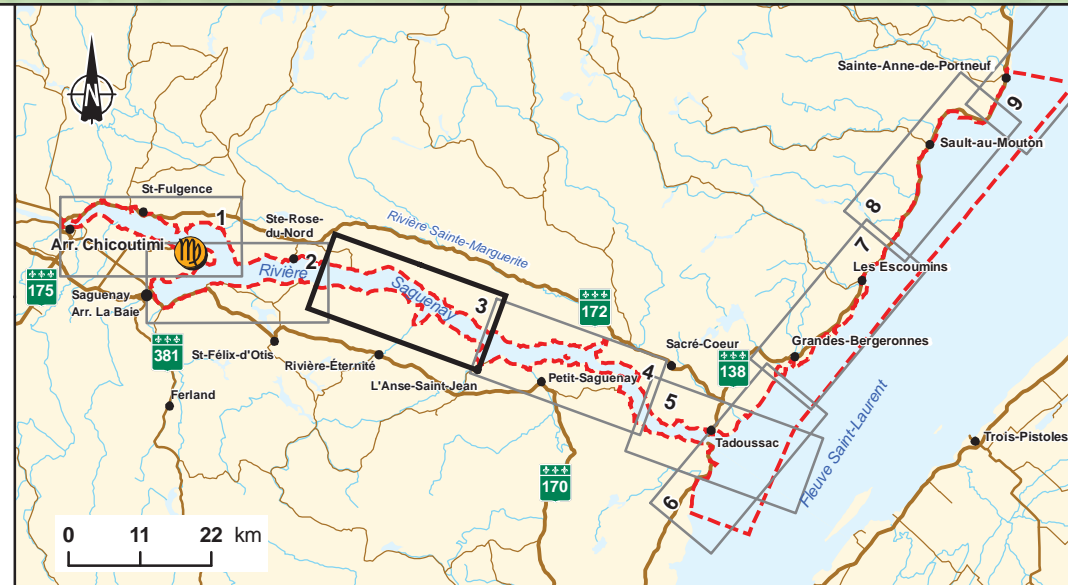 N
Sainte-Anne-de-Portneuf
9
Sault-au-Mouton
St-Fulgence
1
Ste-Rose-
du-Nord
Rivière Sainte-Marguerite
8
Arr. Chicoutimi
7
2
Rivière
Saguenay
3
Les Escoumins
175
Saguenay
Arr. La Baie
172
381
St-Félix-d'Otis
Rivière-Éternité
Sacré-Coeur
138
Grandes-Bergeronnes
L'Anse-Saint-Jean
Petit-Saguenay
4
5
Ferland
Tadoussac
Fleuve Saint-Laurent
Trois-Pistoles
170
6
0 11 22 km